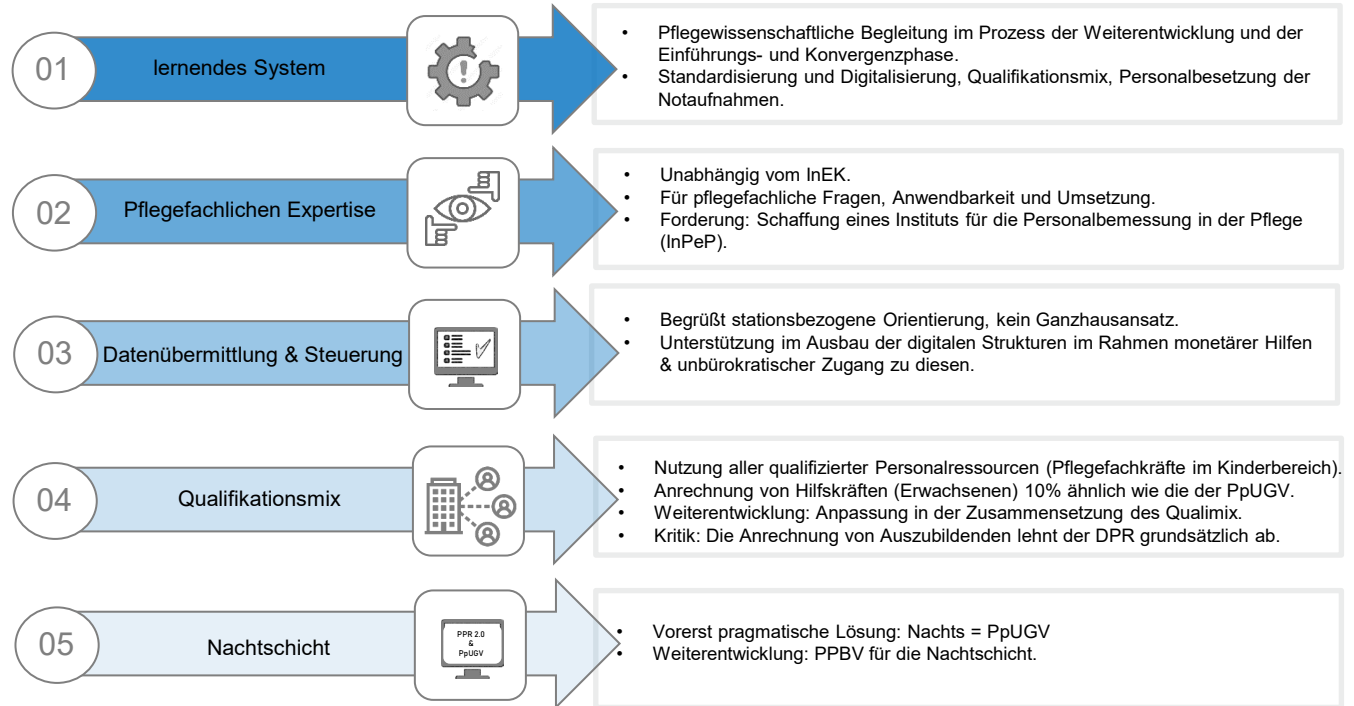 01
lernendes System
• Pflegewissenschaftliche Begleitung im Prozess der Weiterentwicklung und der
Einführungs- und Konvergenzphase.
• Standardisierung und Digitalisierung, Qualifikationsmix, Personalbesetzung der
Notaufnahmen.
02
Pflegefachlichen Expertise
• Unabhängig vom InEK.
• Für pflegefachliche Fragen, Anwendbarkeit und Umsetzung.
• Forderung: Schaffung eines Instituts für die Personalbemessung in der Pflege
(InPeP).
03
Datenübermittlung & Steuerung
• Begrüßt stationsbezogene Orientierung, kein Ganzhausansatz.
• Unterstützung im Ausbau der digitalen Strukturen im Rahmen monetärer Hilfen
& unbürokratischer Zugang zu diesen.
04
Qualifikationsmix
• Nutzung aller qualifizierter Personalressourcen (Pflegefachkräfte im Kinderbereich).
• Anrechnung von Hilfskräften (Erwachsenen) 10% ähnlich wie die der PpUGV.
• Weiterentwicklung: Anpassung in der Zusammensetzung des Qualimix.
• Kritik: Die Anrechnung von Auszubildenden lehnt der DPR grundsätzlich ab.
05
Nachtschicht
PPR 2.0
&
PpUGV
• Vorerst pragmatische Lösung: Nachts = PpUGV
• Weiterentwicklung: PPBV für die Nachtschicht.